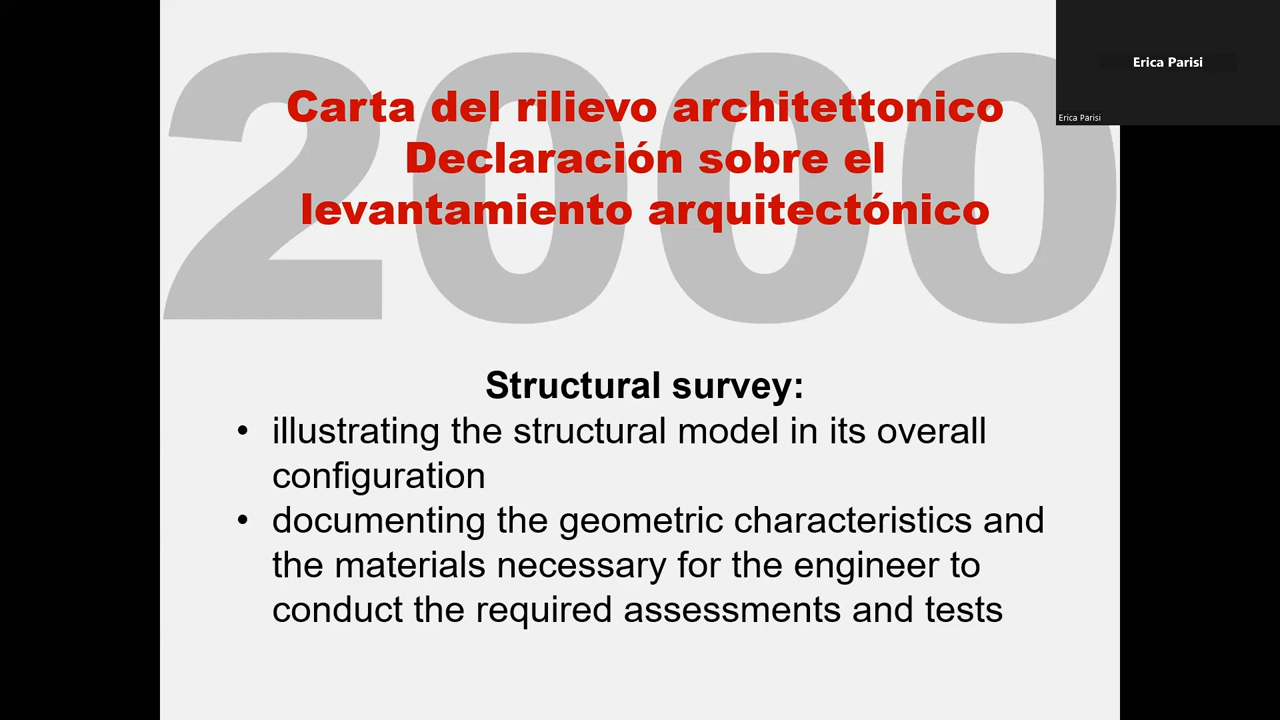 2000
Carta del rilievo architettonico
Declaración sobre el
levantamiento arquitectónico
Erica Parisi
Erica Parisi
Structural survey:
• illustrating the structural model in its overall
configuration
• documenting the geometric characteristics and
the materials necessary for the engineer to
conduct the required assessments and tests